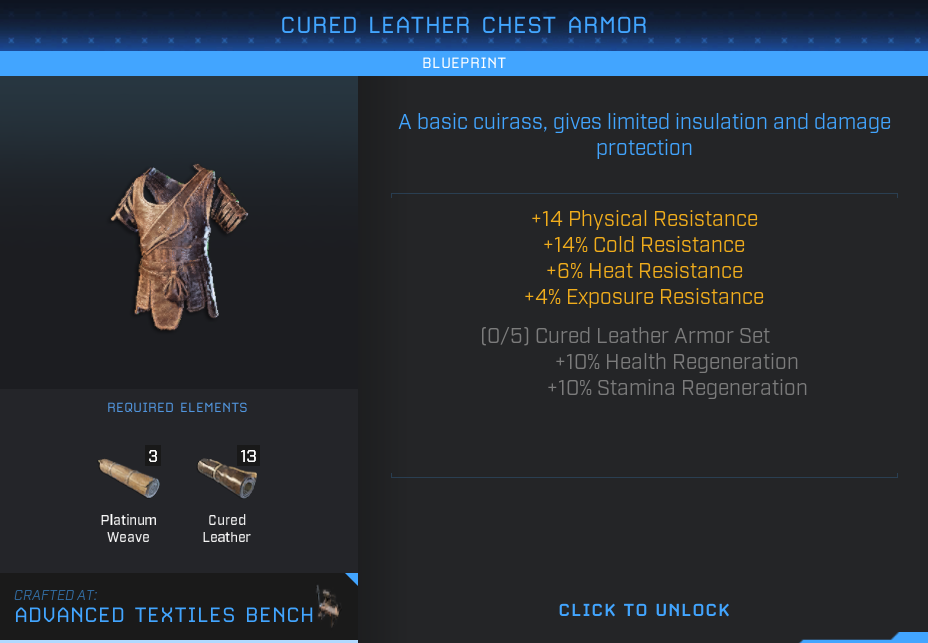 CURED LEATHER CHEST ARMOR
BLUEPRINT
A basic cuirass, gives limited insulation and damage
protection
+14 Physical Resistance
+14% Cold Resistance
+6% Heat Resistance
+4% Exposure Resistance
(0/5) Cured Leather Armor Set
+10% Health Regeneration
+10% Stamina Regeneration
REQUIRED ELEMENTS
3
13
Platinum
Weave
Cured
Leather
CRAFTED AT:
ADVANCED TEXTILES BENCH
CLICK TO UNLOCK